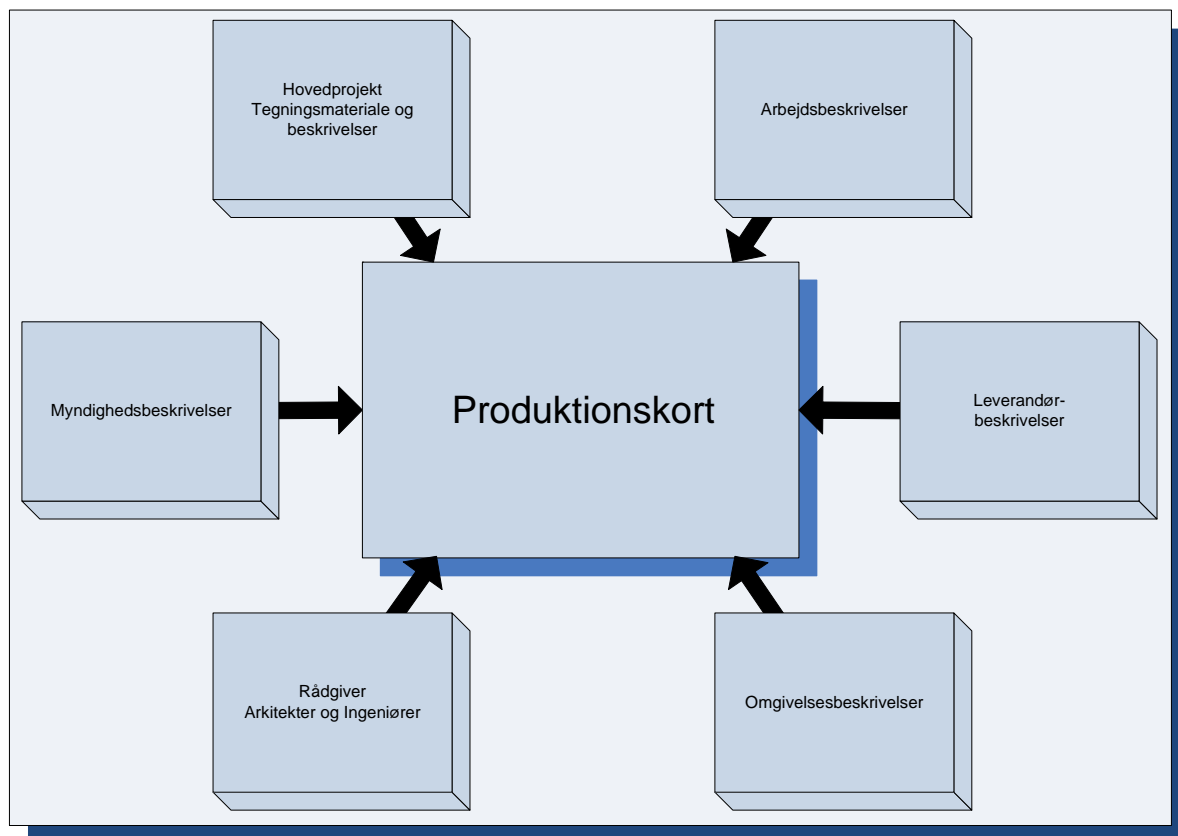 Hovedprojekt
Tegningsmateriale og
beskrivelser
Arbejdsbeskrivelser
Myndighedsbeskrivelser
Produktionskort
Leverandør-
beskrivelser
Rådgiver
Arkitekter og Ingeniører
Omgivelsesbeskrivelser